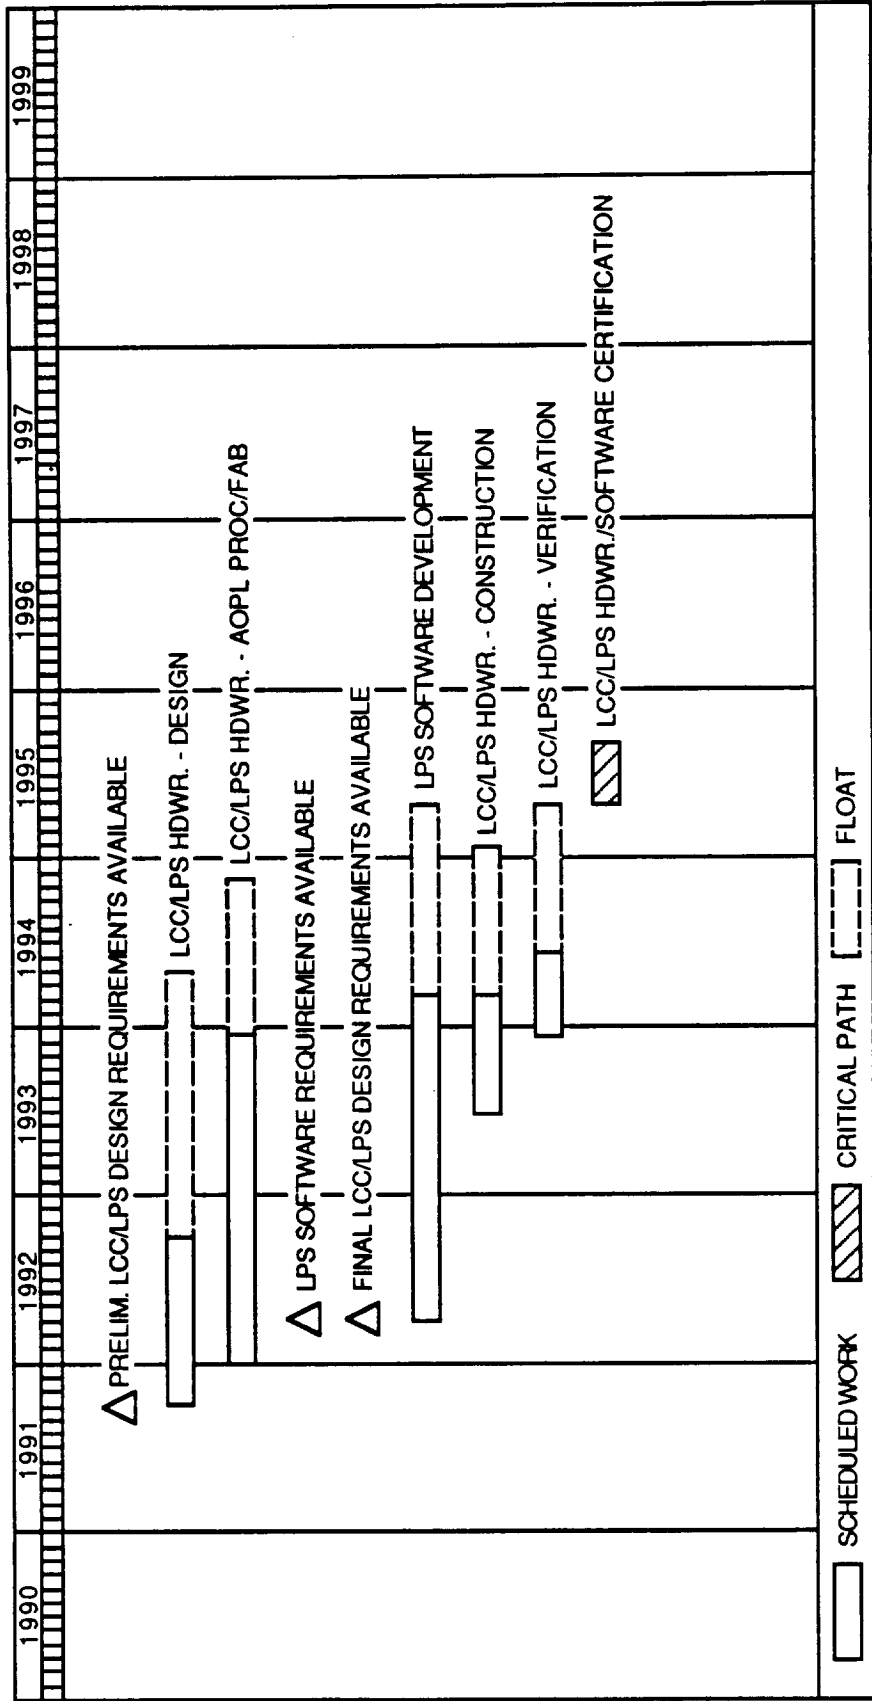 1990 1991 1992 1993 1994 1995 1996 1997 1998 1999
PRELIM. LCC/LPS DESIGN REQUIREMENTS AVAILABLE
LCC/LPS HDWR. - DESIGN
LCC/LPS HDWR. - AOPL PROC/FAB
LPS SOFTWARE REQUIREMENTS AVAILABLE
FINAL LCC/LPS DESIGN REQUIREMENTS AVAILABLE
LPS SOFTWARE DEVELOPMENT
LCC/LPS HDWR. - CONSTRUCTION
LCC/LPS HDWR. - VERIFICATION
LCC/LPS HDWR./SOFTWARE CERTIFICATION
SCHEDULED WORK CRITICAL PATH FLOAT